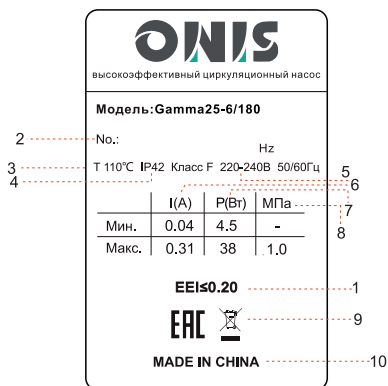 ONIS
высокоэффективный циркуляционный насос
Модель:Gamma25-6/180
2
No.:
Hz
3
T 110℃ IP42 Класс F 220-240В 50/60Гц
4
5
6
I(A) P(Вт) МПа
7
Мин. 0.04 4.5 -
8
Макс. 0.31 38 1.0
EEI≤0.20
1
EAC
9
MADE IN CHINA
10